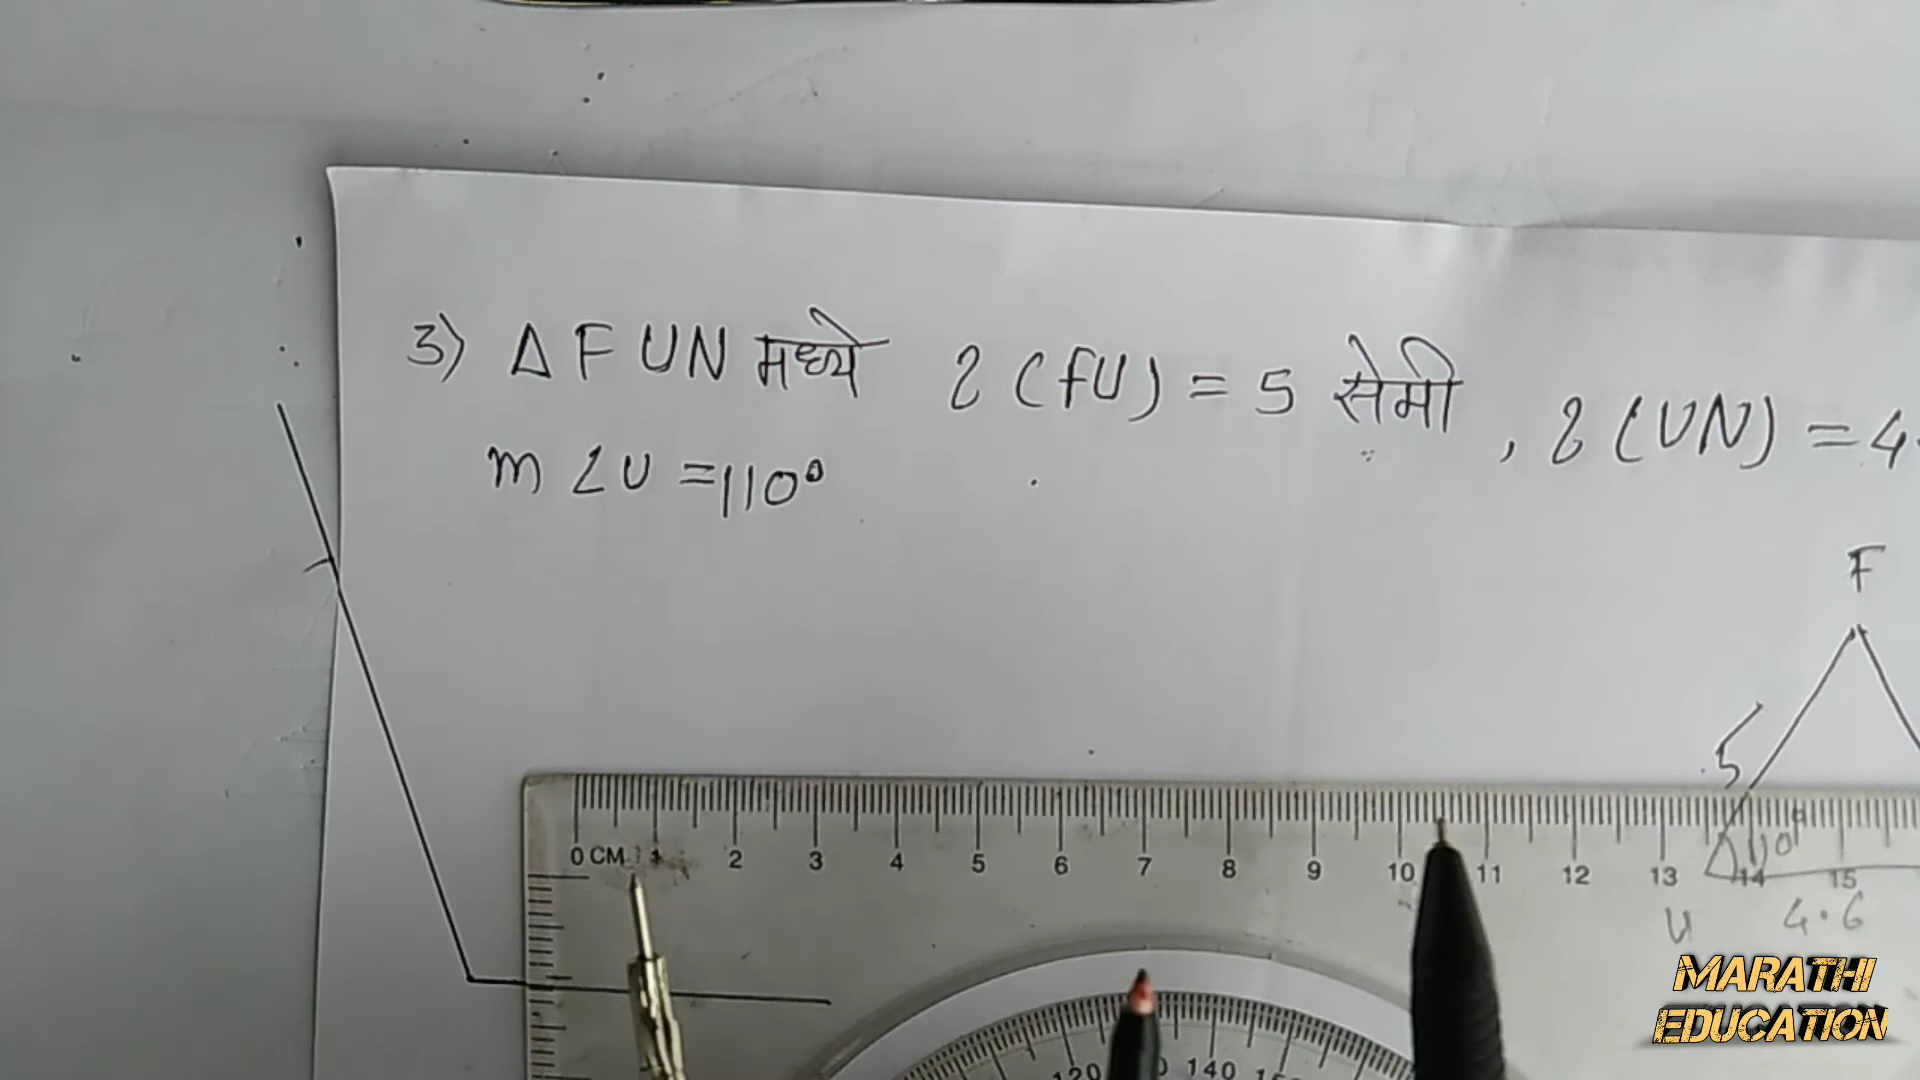 3) Δ F U N मध्ये l (FU) = 5 सेमी , l (UN) = 4.
m ∠U = 110°
F
5
110°
U 4.6
0 CM 1 2 3 4 5 6 7 8 9 10 11 12 13 14 15
120 140
MARATHI
EDUCATION